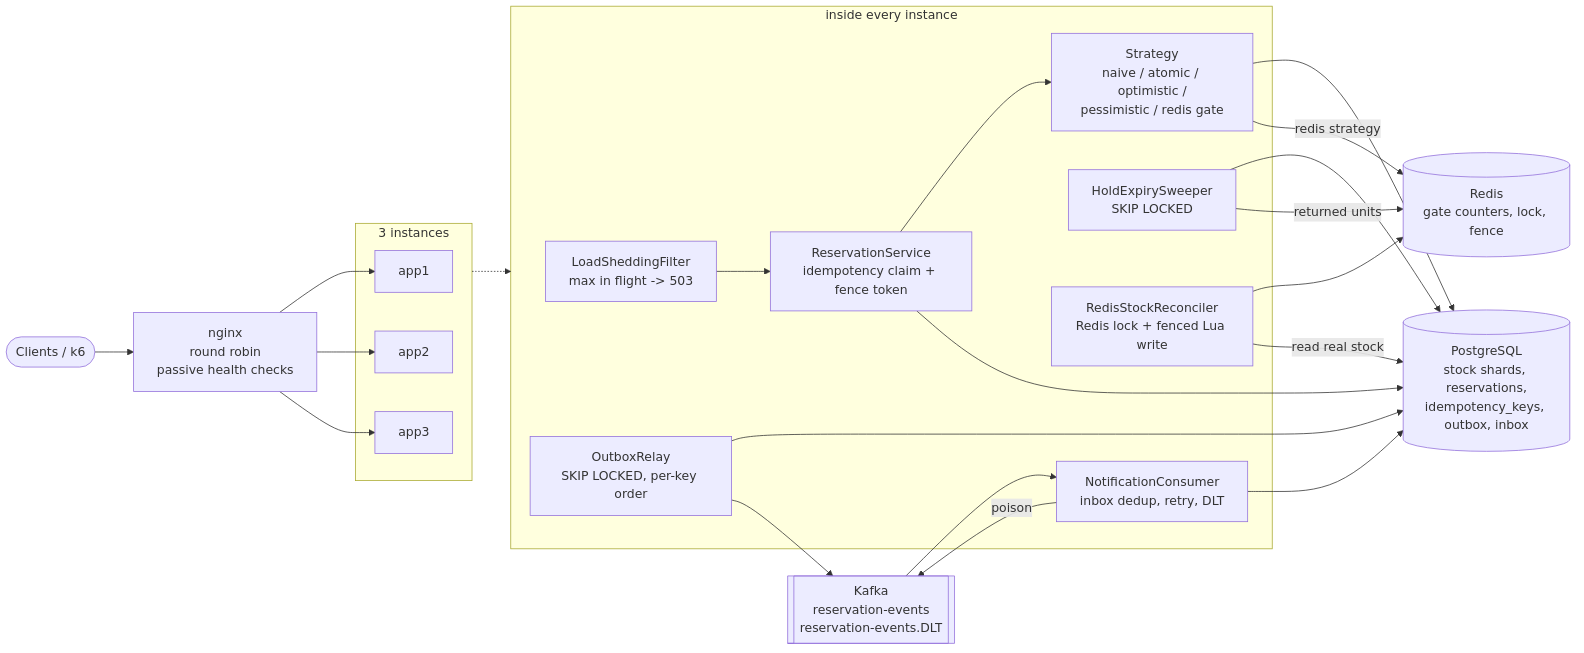 inside every instance
Strategy
naive / atomic /
optimistic /
pessimistic / redis gate
redis strategy
HoldExpirySweeper
SKIP LOCKED
returned units
Redis
gate counters, lock,
fence
3 instances
app1
app2
app3
LoadSheddingFilter
max in flight -> 503
ReservationService
idempotency claim +
fence token
RedisStockReconciler
Redis lock + fenced Lua
write
read real stock
Clients / k6
nginx
round robin
passive health checks
PostgreSQL
stock shards,
reservations,
idempotency_keys,
outbox, inbox
OutboxRelay
SKIP LOCKED, per-key
order
NotificationConsumer
inbox dedup, retry, DLT
poison
Kafka
reservation-events
reservation-events.DLT